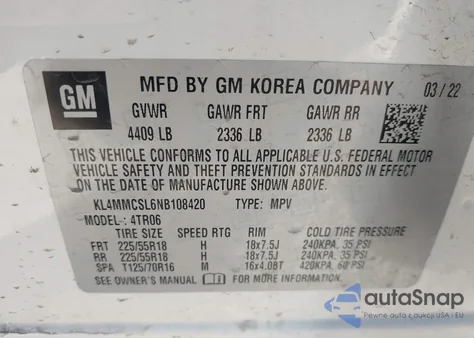 GM
MFD BY GM KOREA COMPANY 03/22
GVWR GAWR FRT GAWR RR
4409 LB 2336 LB 2336 LB
THIS VEHICLE CONFORMS TO ALL APPLICABLE U.S. FEDERAL MOTOR
VEHICLE SAFETY AND THEFT PREVENTION STANDARDS IN EFFECT
ON THE DATE OF MANUFACTURE SHOWN ABOVE.
KL4MMCSL6NB108420 TYPE: MPV
MODEL: 4TR06
TIRE SIZE SPEED RTG RIM COLD TIRE PRESSURE
FRT 225/55R18 H 18x7.5J 240KPA, 35 PSI
RR 225/55R18 H 18x7.5J 240KPA, 35 PSI
SPA T125/70R16 M 16x4.0BT 420KPA, 60 PSI
SEE OWNER'S MANUAL FOR MORE INFORMATION
autoSnap
Pewne auta z USA i EU